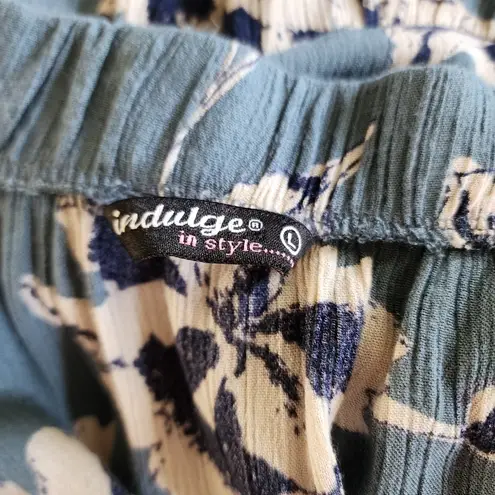 indulge®
in style...... L